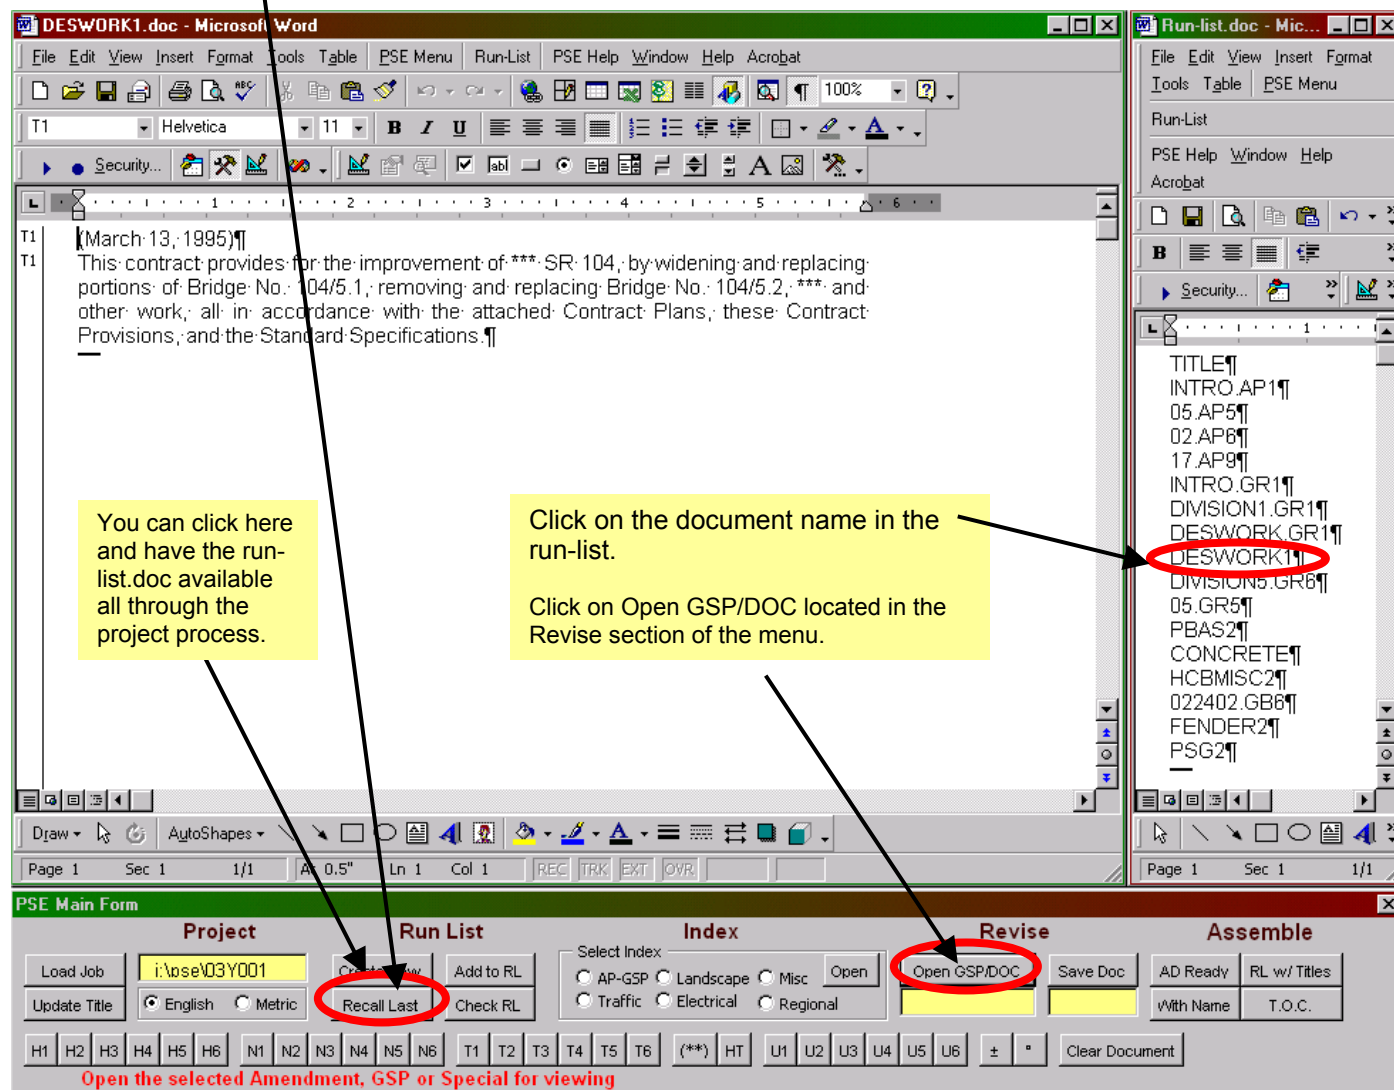 DESWORK1.doc - Microsoft Word
File Edit View Insert Format Tools Table PSE Menu Run-List PSE Help Window Help Acrobat
100%
T1 Helvetica 11 B I U A
Security... A
1 2 3 4 5 6
T1 (March 13, 1995)¶
T1 This contract provides for the improvement of *** SR 104, by widening and replacing
portions of Bridge No. 104/5.1, removing and replacing Bridge No. 104/5.2, *** and
other work, all in accordance with the attached Contract Plans, these Contract
Provisions, and the Standard Specifications.¶
You can click here
and have the run-
list.doc available
all through the
project process.
Click on the document name in the
run-list.
Click on Open GSP/DOC located in the
Revise section of the menu.
Draw AutoShapes
Page 1 Sec 1 1/1 At 0.5" Ln 1 Col 1 REC TRK EXT OVR
Run-list.doc - Mic...
File Edit View Insert Format
Tools Table PSE Menu
Run-List
PSE Help Window Help
Acrobat
B
Security...
1
TITLE¶
INTRO.AP1¶
05.AP5¶
02.AP6¶
17.AP9¶
INTRO.GR1¶
DIVISION1.GR1¶
DESWORK.GR1¶
DESWORK1¶
DIVISION5.GR6¶
05.GR5¶
PBAS2¶
CONCRETE¶
HCBMISC2¶
022402.GB6¶
FENDER2¶
PSG2¶
Page 1 Sec 1 1/1
PSE Main Form
Project Run List Index Revise Assemble
Load Job i:\pse\03Y001 Add to RL Select Index AP-GSP Landscape Misc Open Open GSP/DOC Save Doc AD Ready RL w/ Titles
Update Title English Metric Recall Last Check RL Traffic Electrical Regional With Name T.O.C.
H1 H2 H3 H4 H5 H6 N1 N2 N3 N4 N5 N6 T1 T2 T3 T4 T5 T6 (**) HT U1 U2 U3 U4 U5 U6 ± ° Clear Document
Open the selected Amendment, GSP or Special for viewing